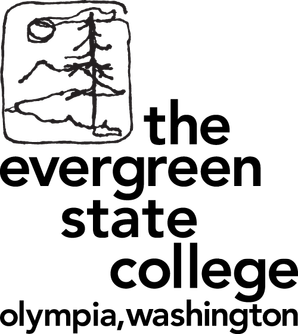 the
evergreen
state
college
olympia, washington